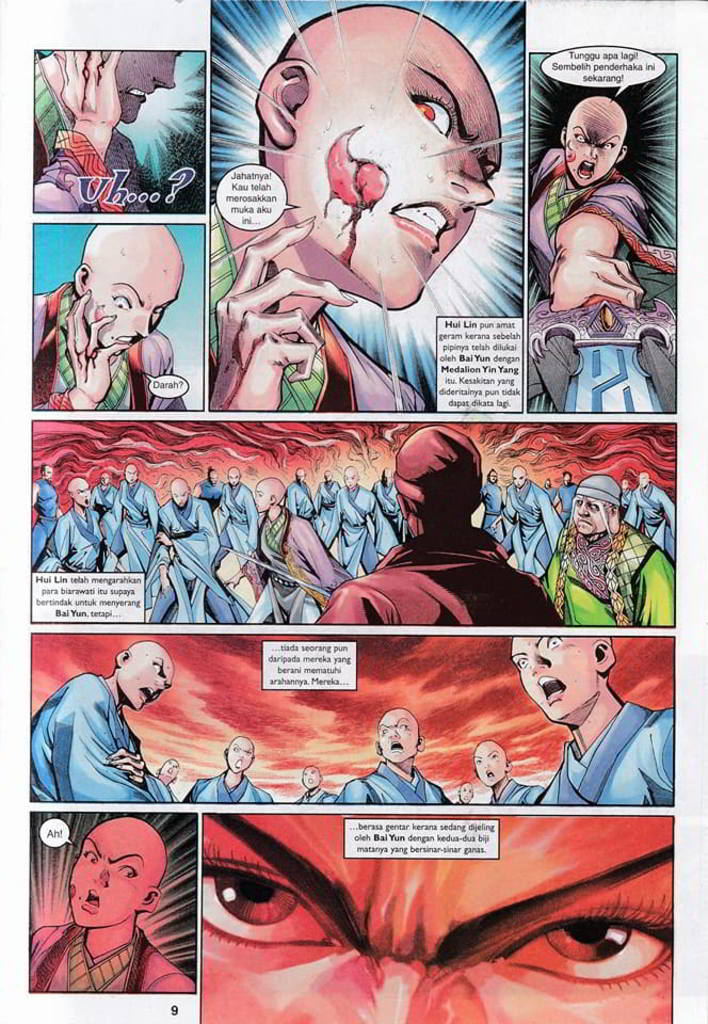 Uh...?
Darah?
Jahatnya!
Kau telah
merosakkan
muka aku
ini...
Hui Lin pun amat
geram kerana sebelah
pipinya telah dilukai
oleh Bai Yun dengan
Medalion Yin Yang
itu. Kesakitan yang
dideritainya pun tidak
dapat dikata lagi.
Tunggu apa lagi!
Sembelih penderhaka ini
sekarang!
Hui Lin mengarahkan
para biarawan itu supaya
bertindak untuk menyerang
Bai Yun, tetapi...
...tiada seorang pun
daripada mereka yang
berani mematuhi
arahannya. Mereka...
Ah!
...berasa gentar kerana sedang dijeling
oleh Bai Yun dengan kedua-dua biji
matanya yang bersinar-sinar ganas.
9